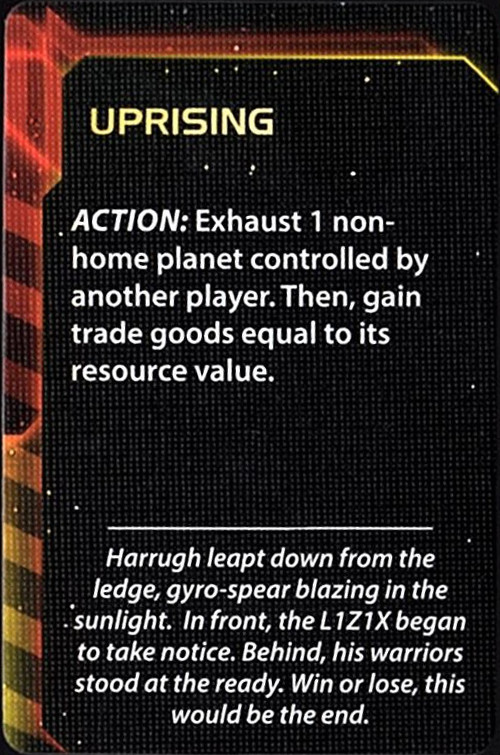 UPRISING
ACTION: Exhaust 1 non-
home planet controlled by
another player. Then, gain
trade goods equal to its
resource value.
Harrugh leapt down from the
ledge, gyro-spear blazing in the
sunlight. In front, the L1Z1X began
to take notice. Behind, his warriors
stood at the ready. Win or lose, this
would be the end.